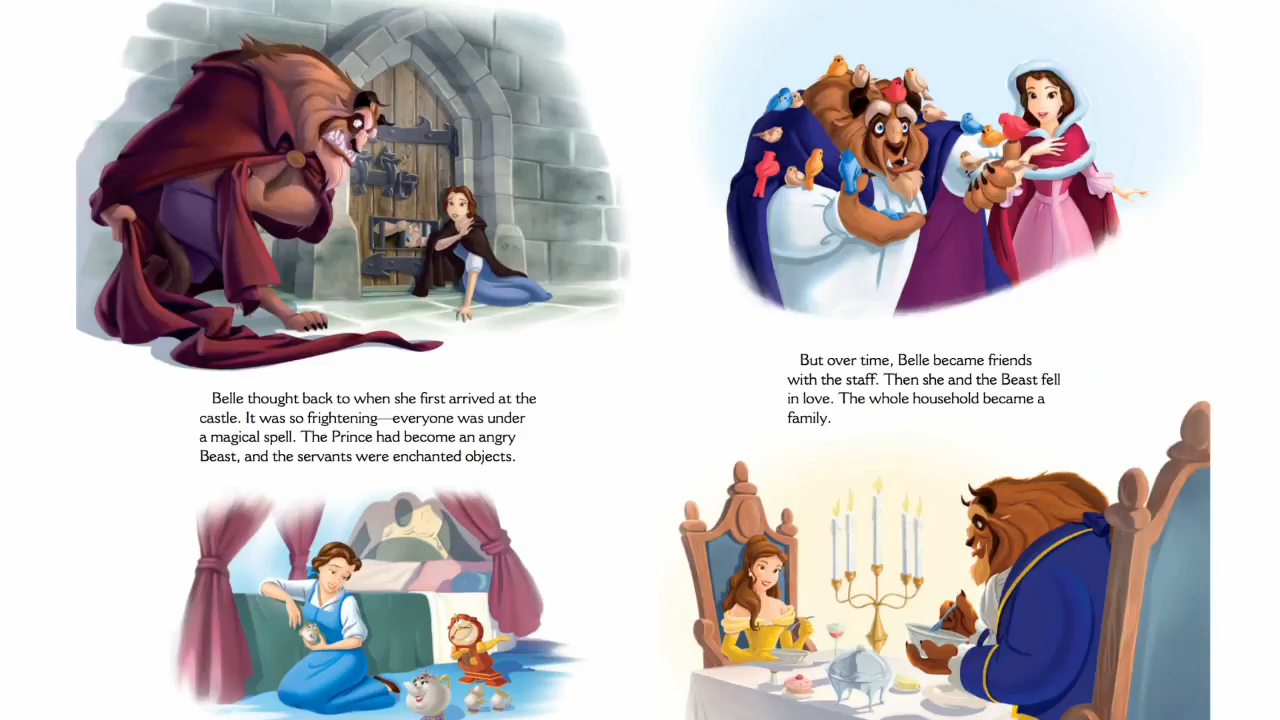 Belle thought back to when she first arrived at the
castle. It was so frightening—everyone was under
a magical spell. The Prince had become an angry
Beast, and the servants were enchanted objects.
But over time, Belle became friends
with the staff. Then she and the Beast fell
in love. The whole household became a
family.